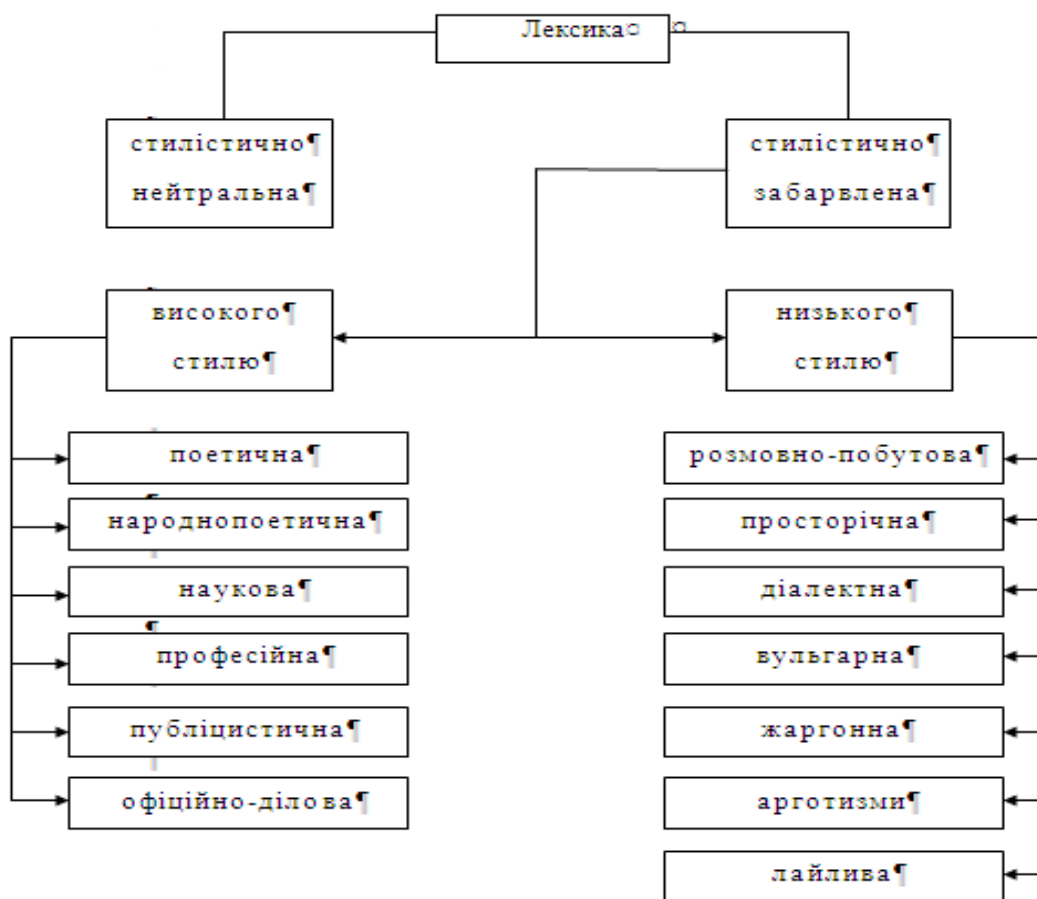 Лексика¤ ¤
стилістично¶
нейтральна¶
стилістично¶
забарвлена¶
високого¶
стилю¶
низького¶
стилю¶
поетична¶
народнопоетична¶
наукова¶
професійна¶
публіцистична¶
офіційно-ділова¶
розмовно-побутова¶
просторічна¶
діалектна¶
вульгарна¶
жаргонна¶
арготизми¶
лайлива¶